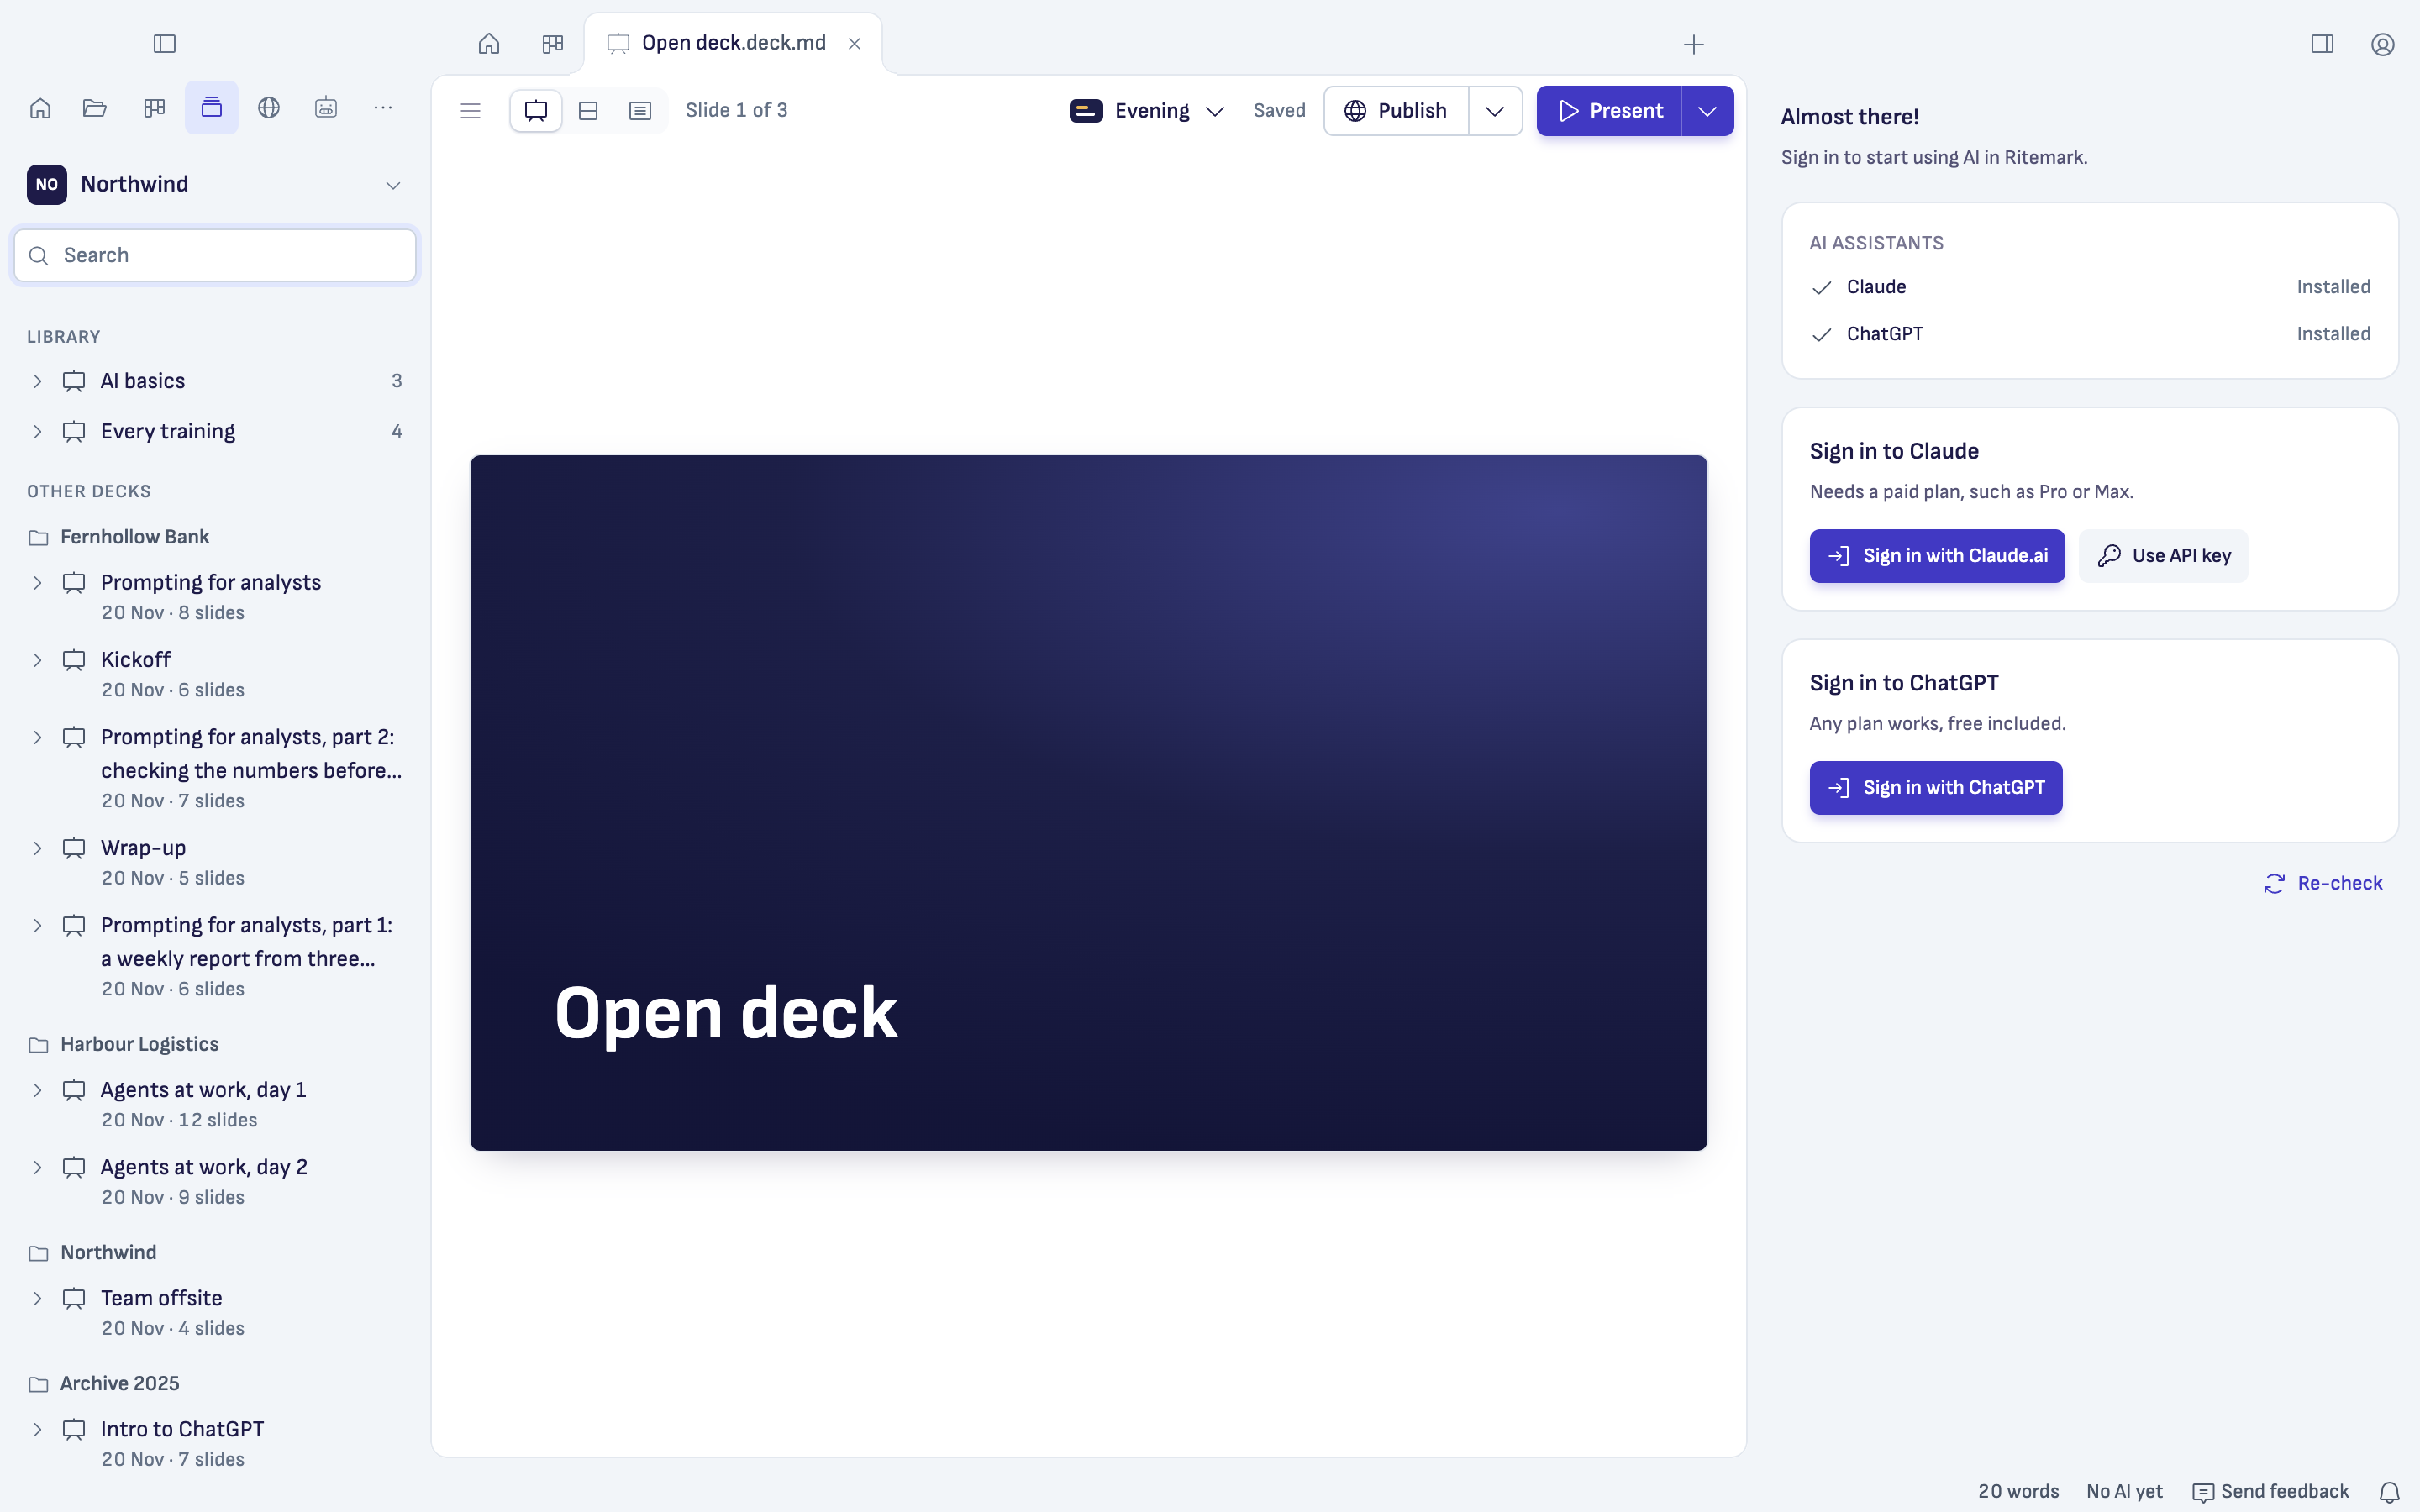 Open deck.deck.md
NO
Northwind
Search
LIBRARY
AI basics 3
Every training 4
OTHER DECKS
Fernhollow Bank
Prompting for analysts
20 Nov · 8 slides
Kickoff
20 Nov · 6 slides
Prompting for analysts, part 2:
checking the numbers before...
20 Nov · 7 slides
Wrap-up
20 Nov · 5 slides
Prompting for analysts, part 1:
a weekly report from three...
20 Nov · 6 slides
Harbour Logistics
Agents at work, day 1
20 Nov · 12 slides
Agents at work, day 2
20 Nov · 9 slides
Northwind
Team offsite
20 Nov · 4 slides
Archive 2025
Intro to ChatGPT
20 Nov · 7 slides
Slide 1 of 3
Evening
Saved
Publish
Present
Open deck
Almost there!
Sign in to start using AI in Ritemark.
AI ASSISTANTS
Claude Installed
ChatGPT Installed
Sign in to Claude
Needs a paid plan, such as Pro or Max.
Sign in with Claude.ai
Use API key
Sign in to ChatGPT
Any plan works, free included.
Sign in with ChatGPT
Re-check
20 words
No AI yet
Send feedback